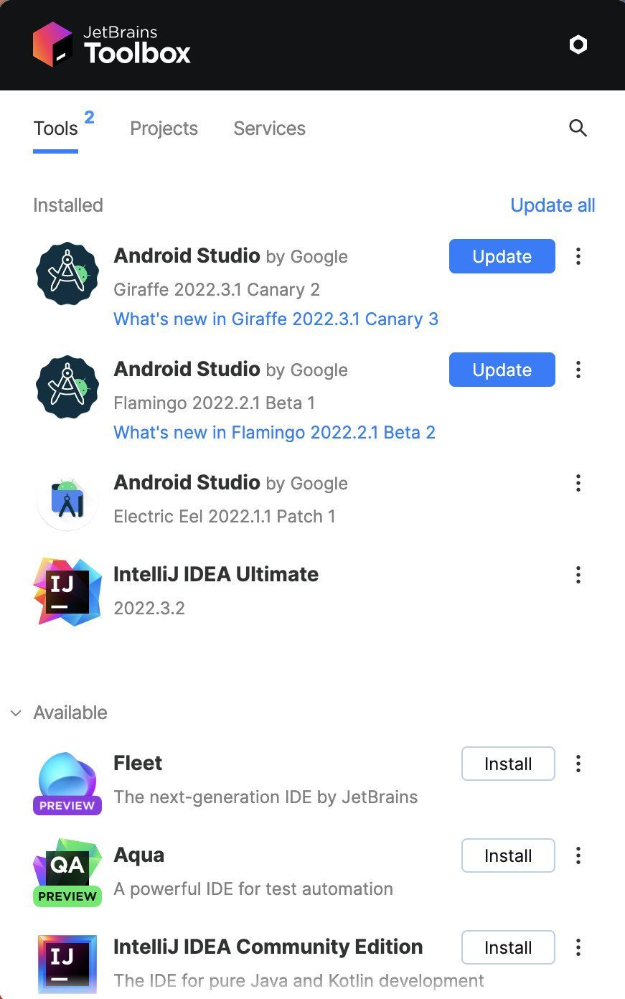 JetBrains
Toolbox
Tools 2 Projects Services
Installed Update all
Android Studio by Google Update
Giraffe 2022.3.1 Canary 2
What's new in Giraffe 2022.3.1 Canary 3
Android Studio by Google Update
Flamingo 2022.2.1 Beta 1
What's new in Flamingo 2022.2.1 Beta 2
Android Studio by Google
Electric Eel 2022.1.1 Patch 1
IJ
IntelliJ IDEA Ultimate
2022.3.2
Available
Fleet Install
The next-generation IDE by JetBrains
PREVIEW
Aqua Install
QA
A powerful IDE for test automation
PREVIEW
IntelliJ IDEA Community Edition Install
IJ
The IDE for pure Java and Kotlin development